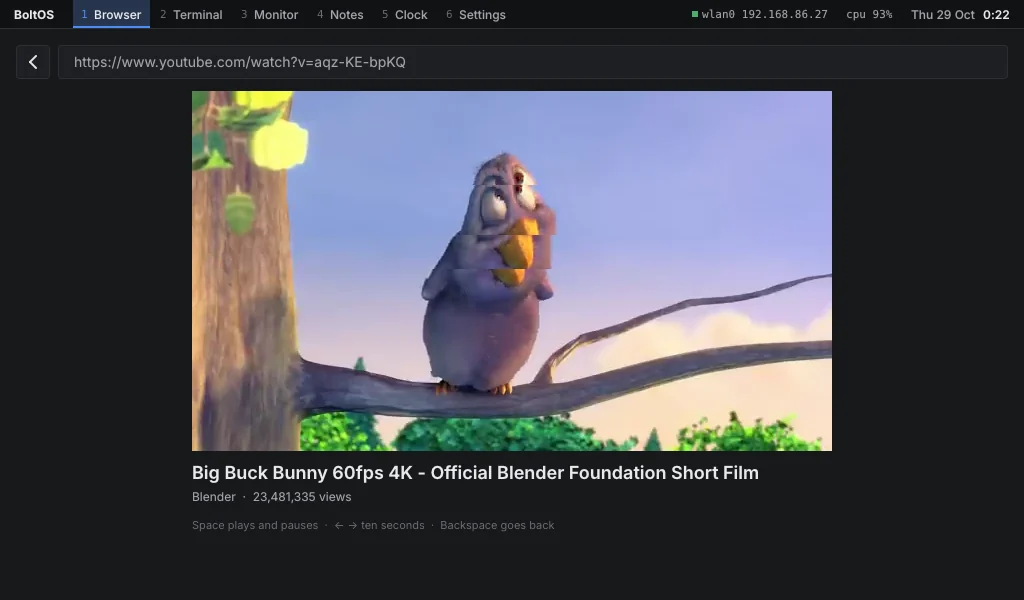 BoltOS 1 Browser 2 Terminal 3 Monitor 4 Notes 5 Clock 6 Settings wlan0 192.168.86.27 cpu 93% Thu 29 Oct 0:22
https://www.youtube.com/watch?v=aqz-KE-bpKQ
Big Buck Bunny 60fps 4K - Official Blender Foundation Short Film
Blender · 23,481,335 views
Space plays and pauses · ← → ten seconds · Backspace goes back